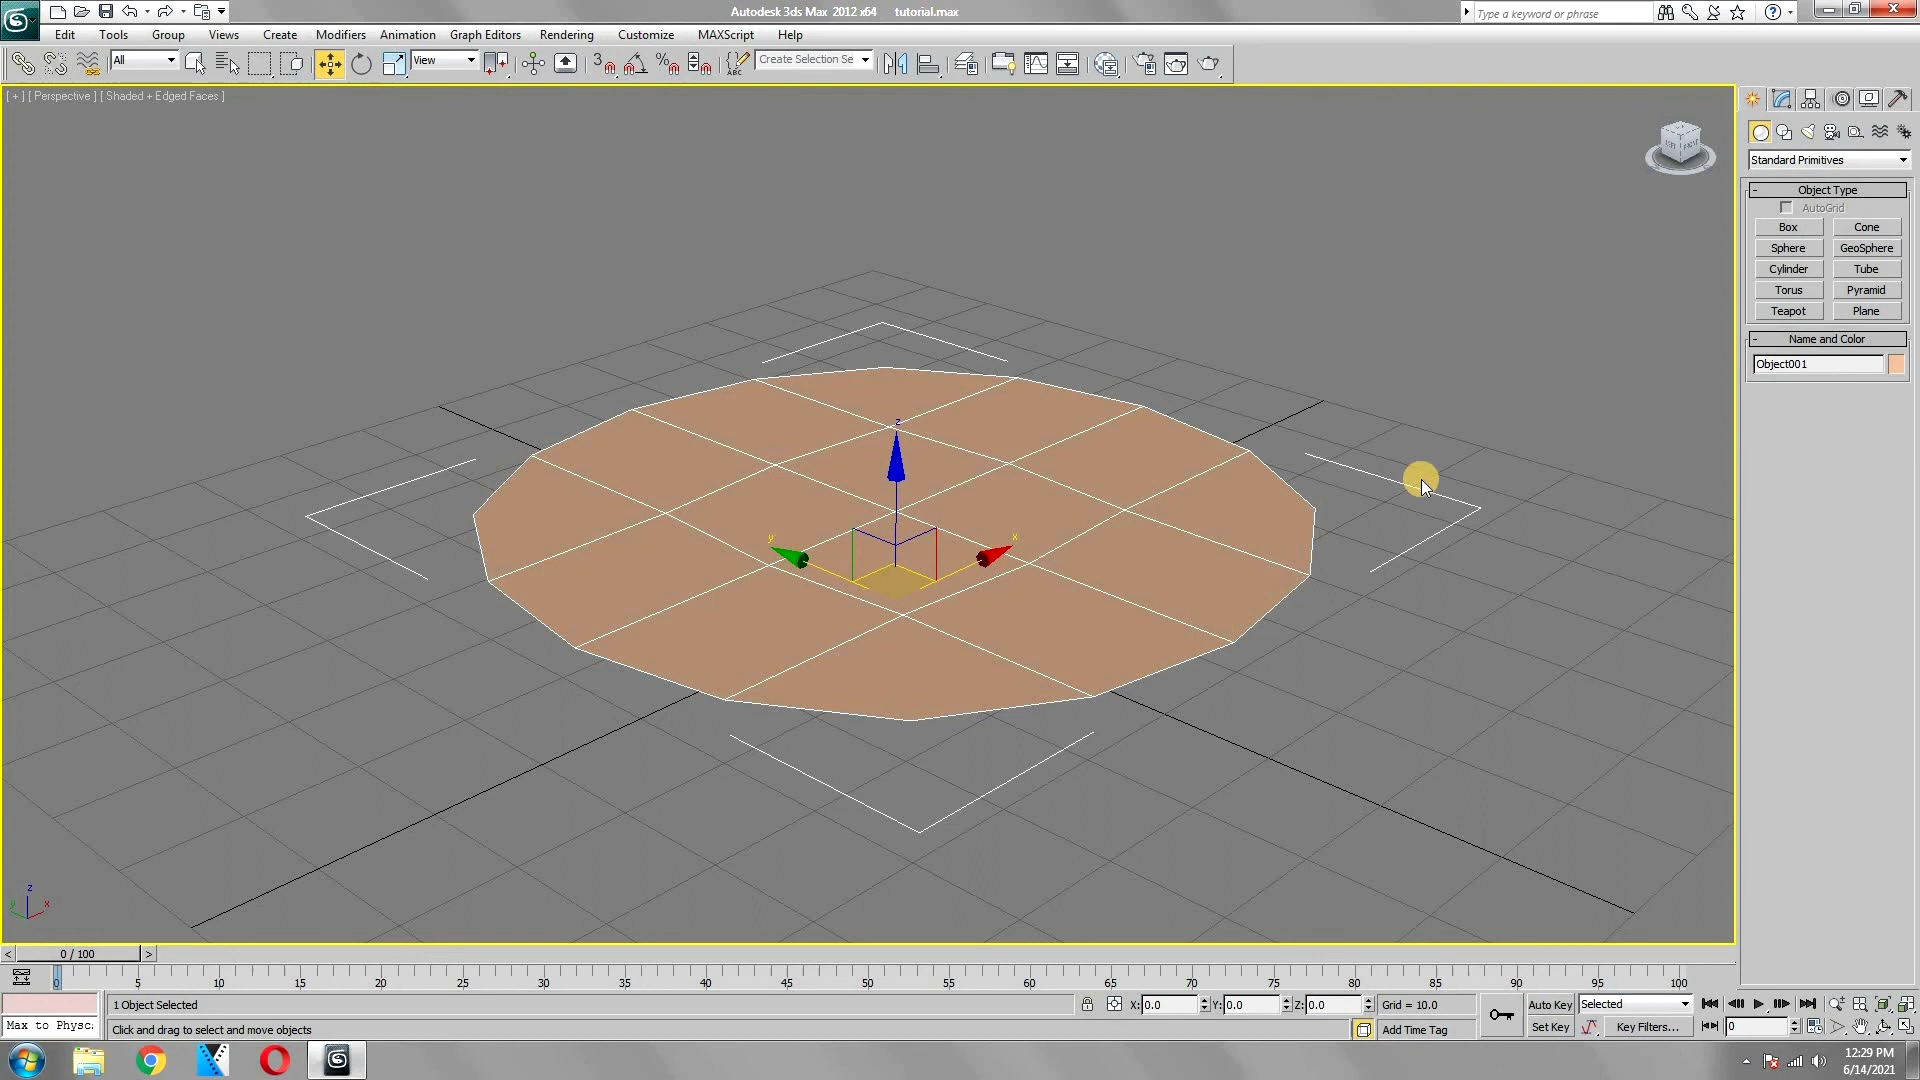 Autodesk 3ds Max 2012 x64 tutorial.max
Type a keyword or phrase
Edit Tools Group Views Create Modifiers Animation Graph Editors Rendering Customize MAXScript Help
All View 3 % ABC Create Selection Se
[ + ] [ Perspective ] [ Shaded + Edged Faces ]
Standard Primitives
- Object Type
AutoGrid
Box Cone
Sphere GeoSphere
Cylinder Tube
Torus Pyramid
Teapot Plane
- Name and Color
Object001
z
y x
z
y x
< 0 / 100 >
0 5 10 15 20 25 30 35 40 45 50 55 60 65 70 75 80 85 90 95 100
1 Object Selected X: 0.0 Y: 0.0 Z: 0.0 Grid = 10.0 Auto Key Selected
Max to Physc: Click and drag to select and move objects Add Time Tag Set Key Key Filters... 0
12:29 PM
6/14/2021